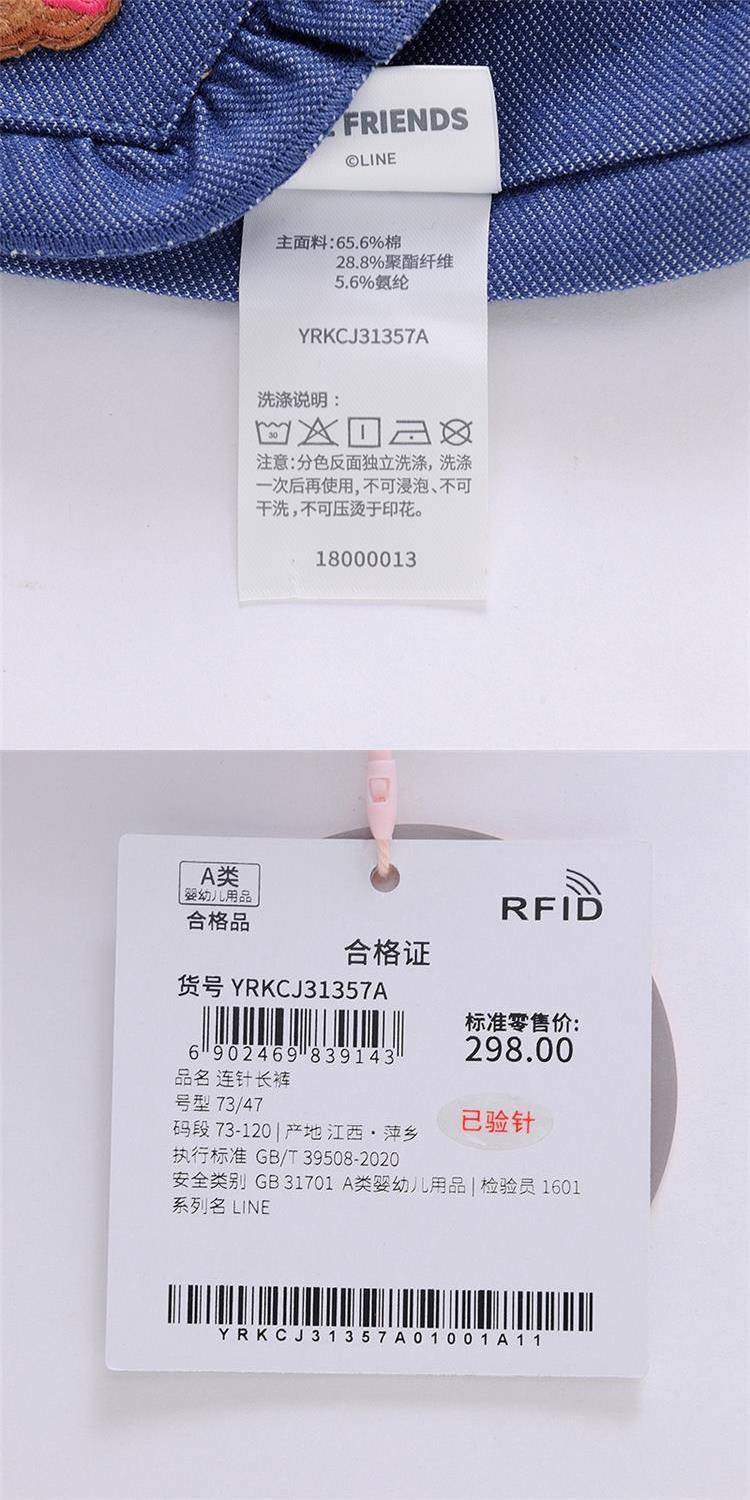 FRIENDS
©LINE
主面料:65.6%棉
28.8%聚酯纤维
5.6%氨纶
YRKCJ31357A
洗涤说明:
30
注意:分色反面独立洗涤,洗涤
一次后再使用,不可浸泡、不可
干洗,不可压烫于印花。
18000013
A类
婴幼儿用品
合格品
RFID
合格证
货号 YRKCJ31357A
6 902469 839143
标准零售价:
298.00
品名 连针长裤
号型 73/47
码段 73-120 | 产地 江西·萍乡
已验针
执行标准 GB/T 39508-2020
安全类别 GB 31701 A类婴幼儿用品 | 检验员 1601
系列名 LINE
YRKCJ31357A01001A11